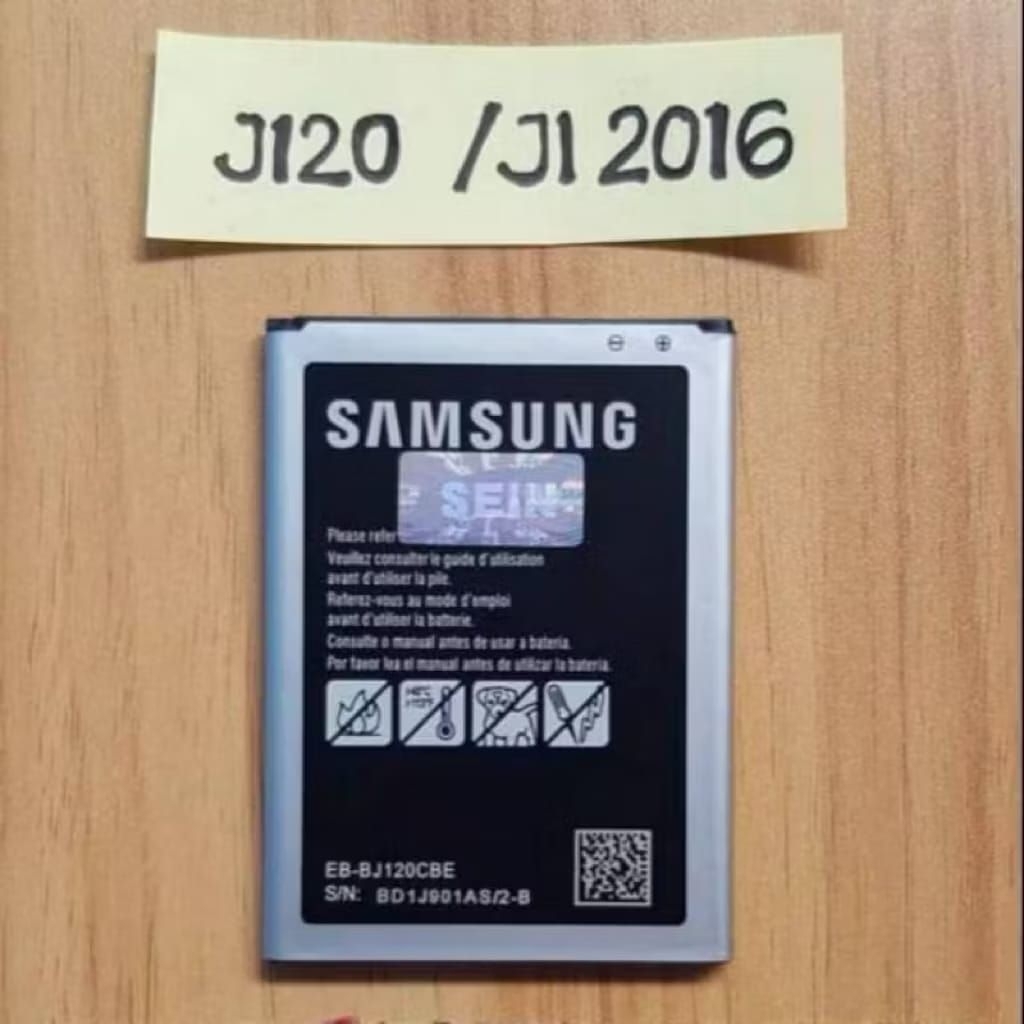 J120 /J1 2016
⊖ ⊕
SAMSUNG
SEIN
Please refer
Veuillez consulter le guide d'utilisation
avant d'utiliser la pile.
Referez-vous au mode d'emploi
avant d'utiliser la batterie.
Consulte o manual antes de usar a bateria.
Por favor lea el manual antes de utilizar la bateria.
EB-BJ120CBE
S/N: BD1J901AS/2-B